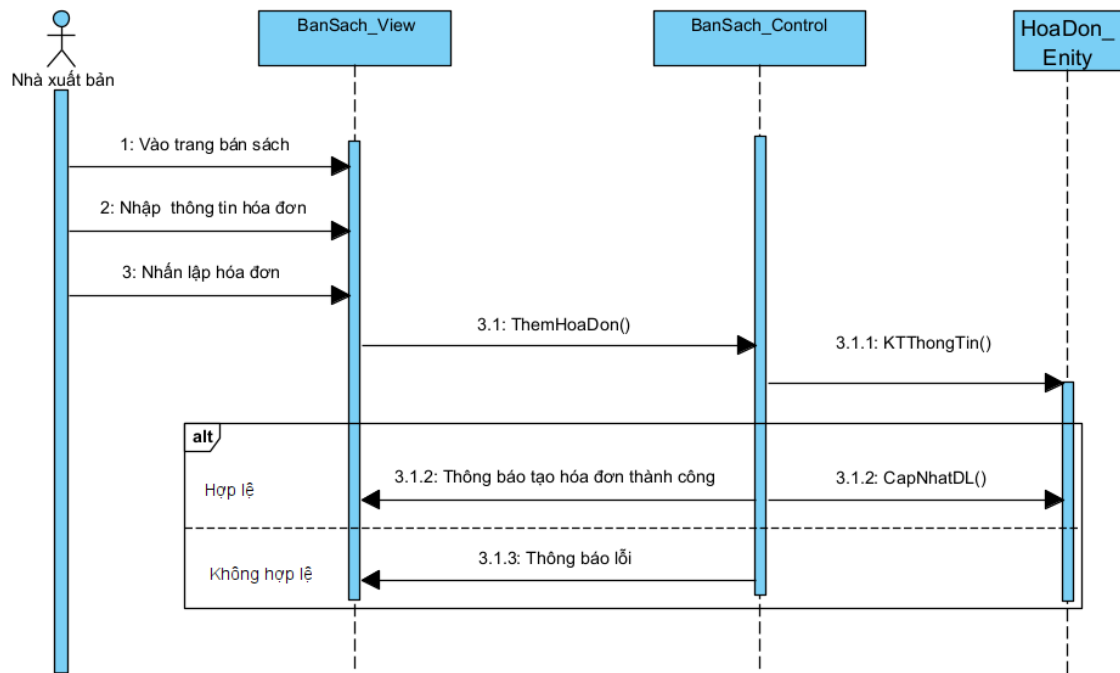 BanSach_View
BanSach_Control
HoaDon_
Enity
Nhà xuất bản
1: Vào trang bán sách
2: Nhập  thông tin hóa đơn
3: Nhấn lập hóa đơn
3.1: ThemHoaDon()
3.1.1: KTThongTin()
alt
Hợp lệ
3.1.2: Thông báo tạo hóa đơn thành công
3.1.2: CapNhatDL()
Không hợp lệ
3.1.3: Thông báo lỗi